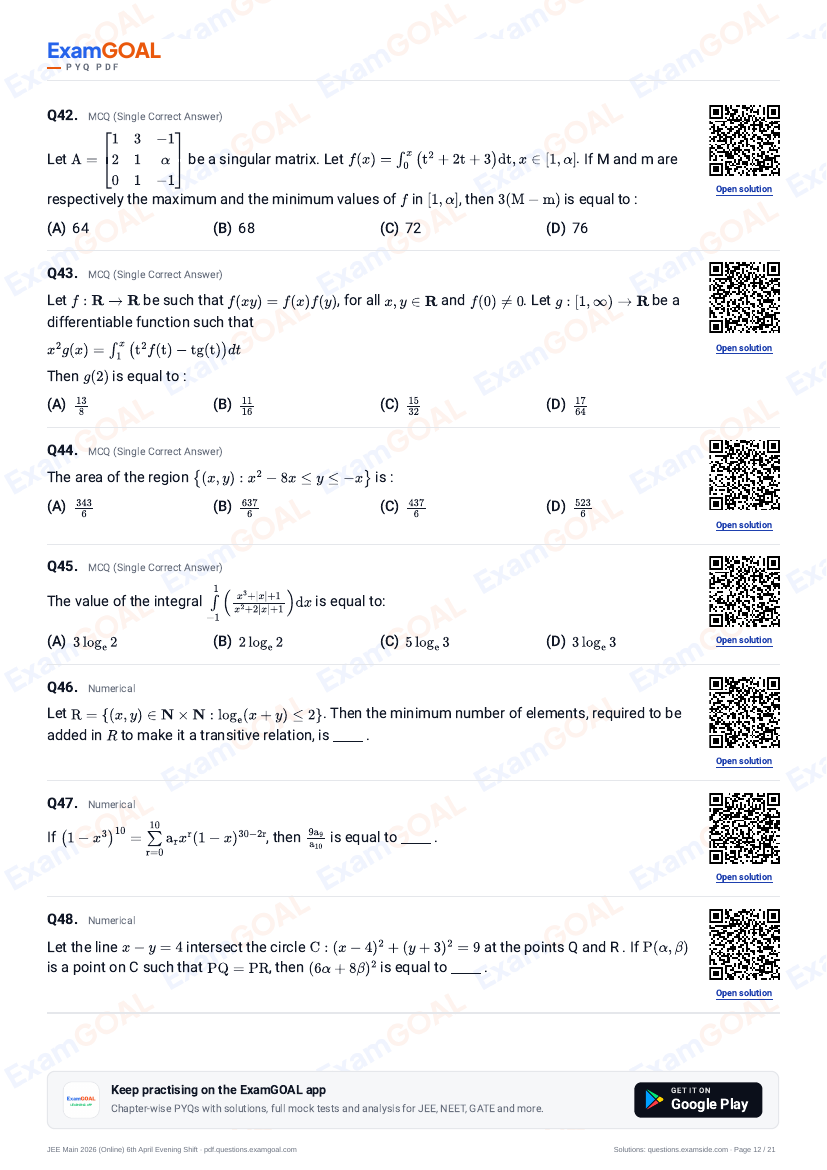 ExamGOAL
PYQ PDF
Q42. MCQ (Single Correct Answer)
Let A = [1 3 −1; 2 1 α; 0 1 −1] be a singular matrix. Let f(x) = ∫₀ˣ (t² + 2t + 3)dt, x ∈ [1, α]. If M and m are
respectively the maximum and the minimum values of f in [1, α], then 3(M − m) is equal to :
(A) 64 (B) 68 (C) 72 (D) 76
Open solution
Q43. MCQ (Single Correct Answer)
Let f : R → R be such that f(xy) = f(x)f(y), for all x, y ∈ R and f(0) ≠ 0. Let g : [1, ∞) → R be a
differentiable function such that
x²g(x) = ∫₁ˣ (t²f(t) − tg(t))dt
Then g(2) is equal to :
(A) 13/8 (B) 11/16 (C) 15/32 (D) 17/64
Open solution
Q44. MCQ (Single Correct Answer)
The area of the region {(x, y) : x² − 8x ≤ y ≤ −x} is :
(A) 343/6 (B) 637/6 (C) 437/6 (D) 523/6
Open solution
Q45. MCQ (Single Correct Answer)
The value of the integral ∫₋₁¹ ((x³+|x|+1)/(x²+2|x|+1))dx is equal to:
(A) 3 logₑ 2 (B) 2 logₑ 2 (C) 5 logₑ 3 (D) 3 logₑ 3
Open solution
Q46. Numerical
Let R = {(x, y) ∈ N × N : logₑ(x + y) ≤ 2}. Then the minimum number of elements, required to be
added in R to make it a transitive relation, is ____ .
Open solution
Q47. Numerical
If (1 − x³)¹⁰ = ∑_{r=0}^{10} aᵣxʳ(1 − x)³⁰⁻²ʳ, then 9a₉/a₁₀ is equal to ____ .
Open solution
Q48. Numerical
Let the line x − y = 4 intersect the circle C : (x − 4)² + (y + 3)² = 9 at the points Q and R . If P(α, β)
is a point on C such that PQ = PR, then (6α + 8β)² is equal to ____ .
Open solution
ExamGOAL
Keep practising on the ExamGOAL app
Chapter-wise PYQs with solutions, full mock tests and analysis for JEE, NEET, GATE and more.
GET IT ON
Google Play
JEE Main 2026 (Online) 6th April Evening Shift · pdf.questions.examgoal.com
Solutions: questions.examside.com · Page 12 / 21